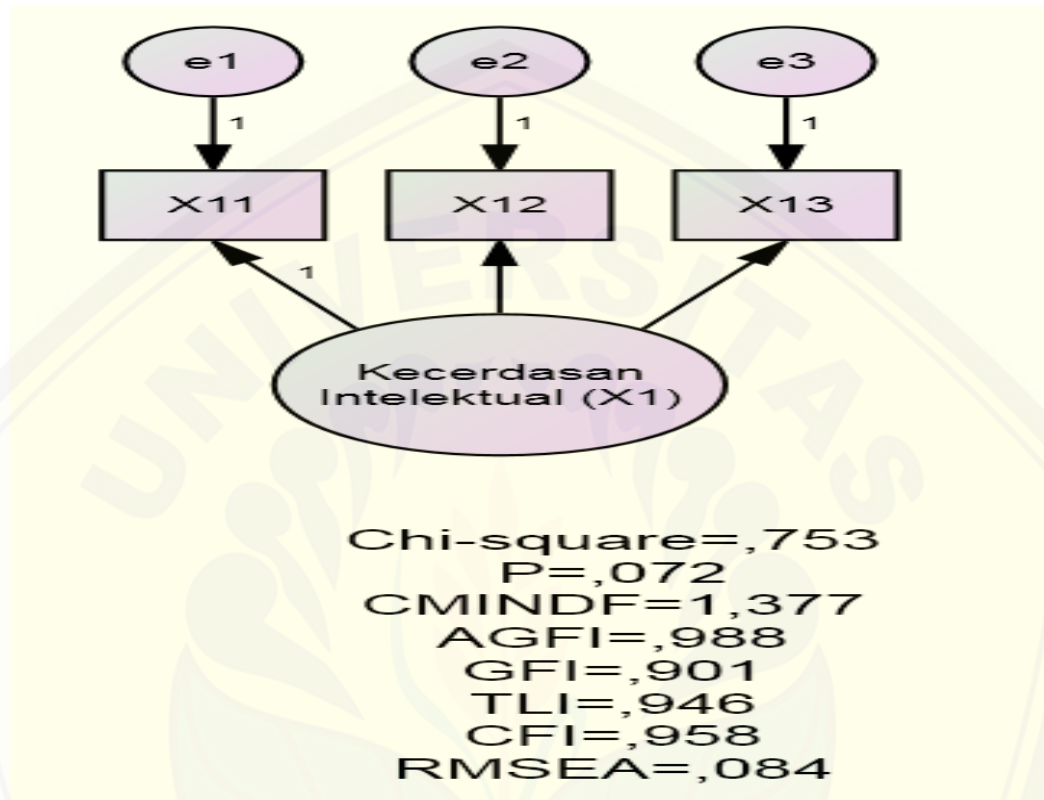 e1 e2 e3
1 1 1
X11 X12 X13
1
Kecerdasan
Intelektual (X1)
UNIVERSITAS
Chi-square=,753
P=,072
CMINDF=1,377
AGFI=,988
GFI=,901
TLI=,946
CFI=,958
RMSEA=,084